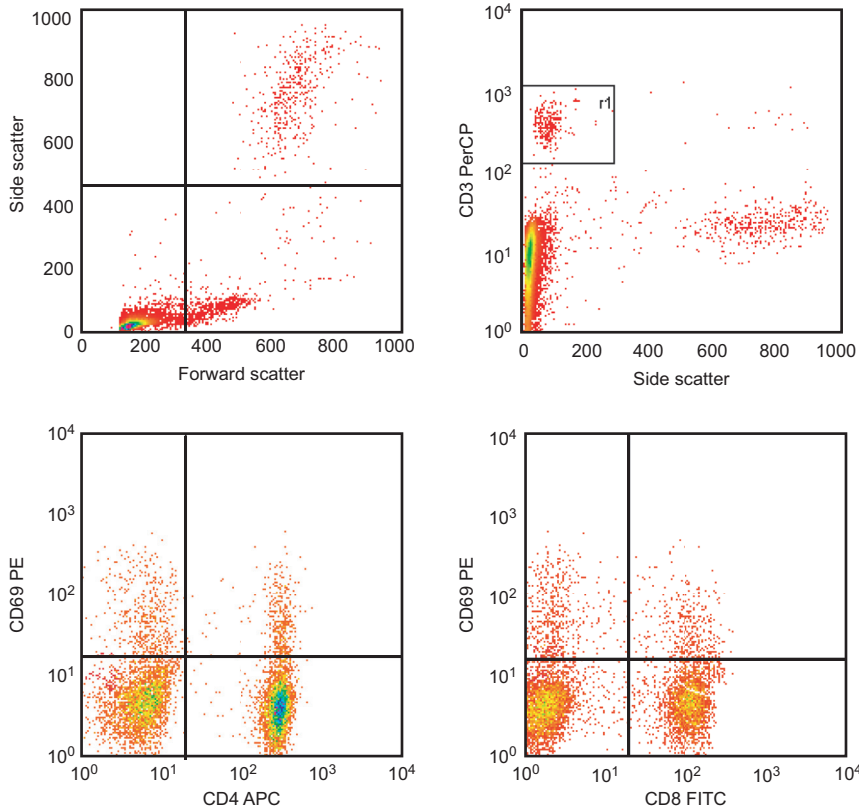 1000
800
600
400
200
0
Side scatter
0 200 400 600 800 1000
Forward scatter
10⁴
10³
10²
10¹
10⁰
CD3 PerCP
r1
0 200 400 600 800 1000
Side scatter
10⁴
10³
10²
10¹
10⁰
CD69 PE
10⁰ 10¹ 10² 10³ 10⁴
CD4 APC
10⁴
10³
10²
10¹
10⁰
CD69 PE
10⁰ 10¹ 10² 10³ 10⁴
CD8 FITC